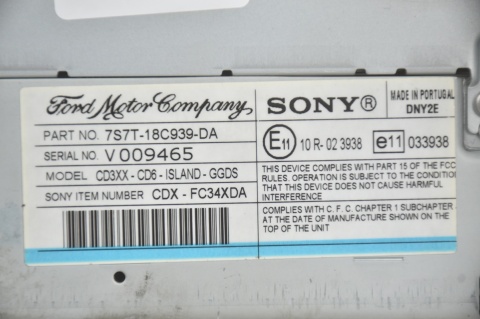 Ford Motor Company
PART NO. 7S7T-18C939-DA
SERIAL NO. V009465
MODEL CD3XX - CD6 - ISLAND - GGDS
SONY ITEM NUMBER CDX - FC34XDA
SONY®
MADE IN PORTUGAL
DNY2E
E11 10 R- 02 3938 e11 033938
THIS DEVICE COMPLIES WITH PART 15 OF THE FCC
RULES. OPERATION IS SUBJECT TO THE CONDITION
THAT THIS DEVICE DOES NOT CAUSE HARMFUL
INTERFERENCE
COMPLIES WITH C. F. C. CHAPTER 1 SUBCHAPTER
AT THE DATE OF MANUFACTURE SHOWN ON THE
TOP OF THE UNIT